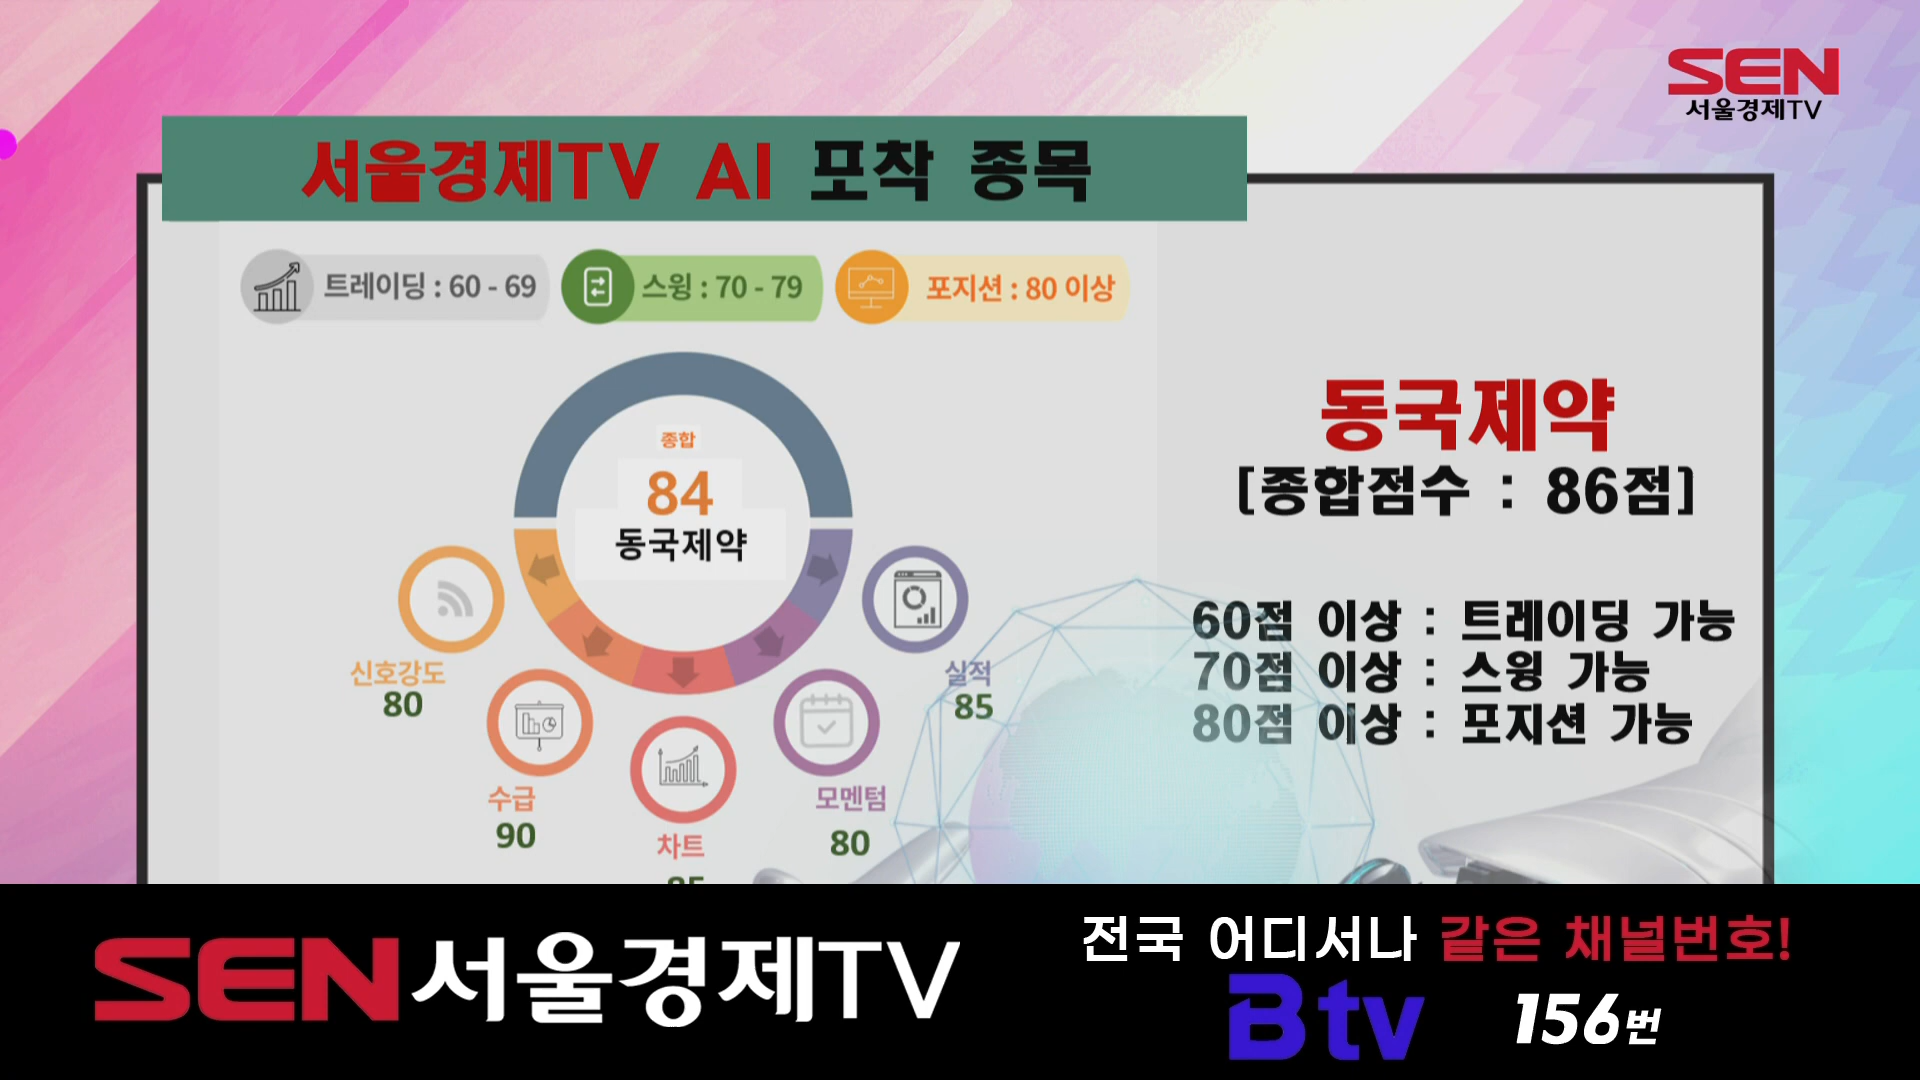 SEN
서울경제TV
서울경제TV AI 포착 종목
트레이딩 : 60 - 69
스윙 : 70 - 79
포지션 : 80 이상
종합
84
동국제약
신호강도
80
수급
90
차트
모멘텀
80
실적
85
동국제약
[종합점수 : 86점]
60점 이상 : 트레이딩 가능
70점 이상 : 스윙 가능
80점 이상 : 포지션 가능
SEN서울경제TV
전국 어디서나 같은 채널번호!
B tv 156번